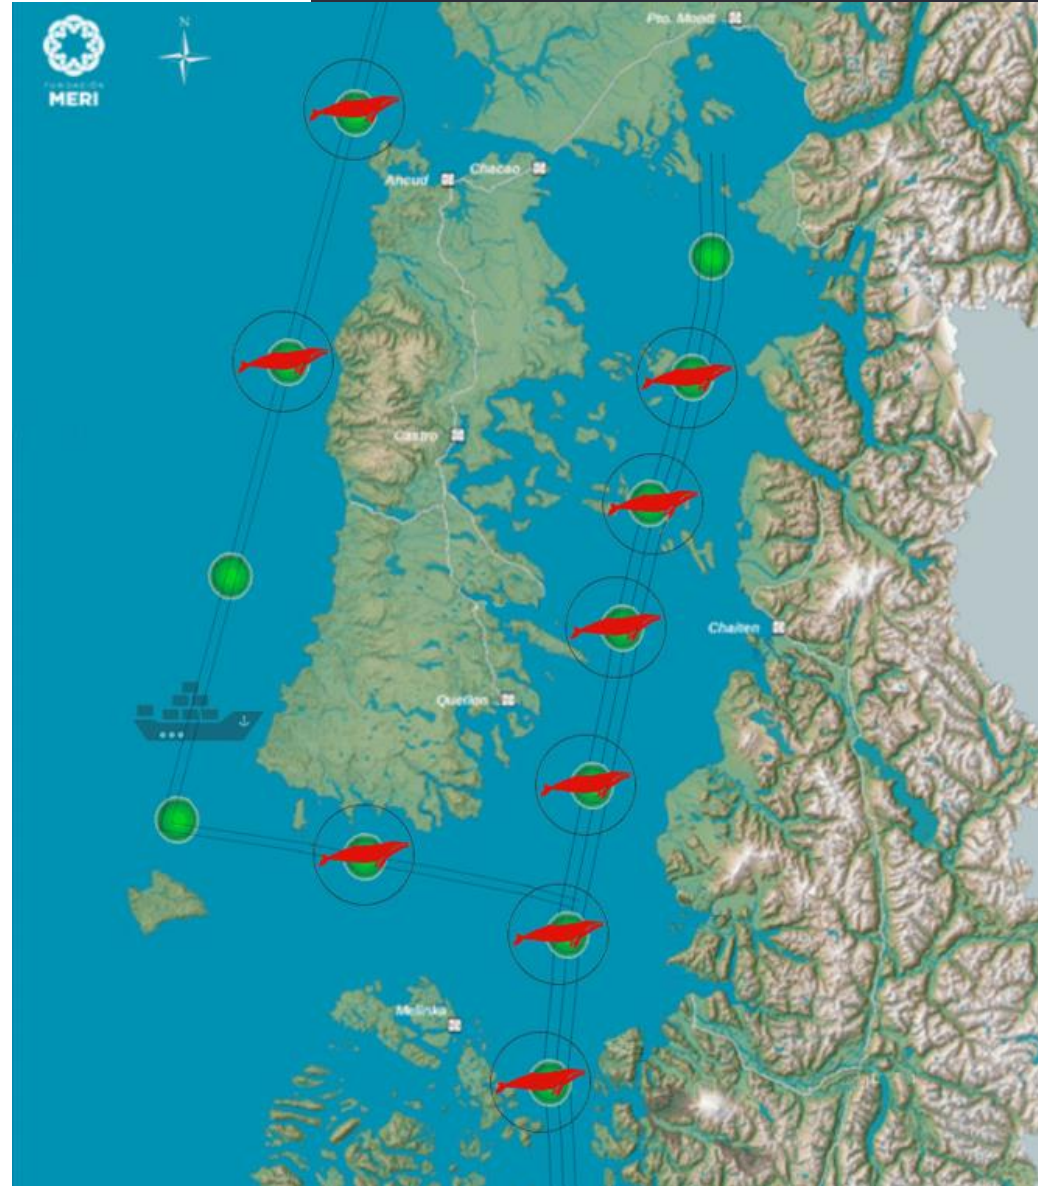 FUNDACIÓN
MERI
N
Pto. Montt
Ancud
Chacao
Castro
Chaiten
Quellon
Melinka